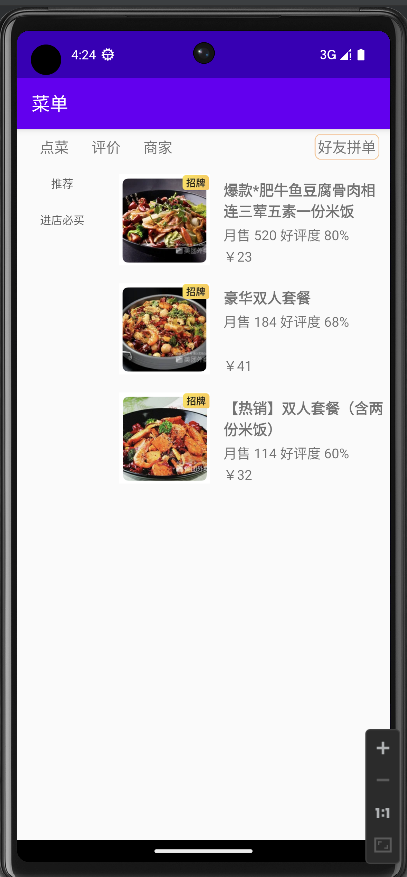 4:24
3G
菜单
点菜 评价 商家 好友拼单
推荐
进店必买
招牌
爆款*肥牛鱼豆腐骨肉相
连三荤五素一份米饭
月售 520 好评度 80%
￥23
招牌
豪华双人套餐
月售 184 好评度 68%
￥41
招牌
【热销】双人套餐（含两
份米饭）
月售 114 好评度 60%
￥32
1:1